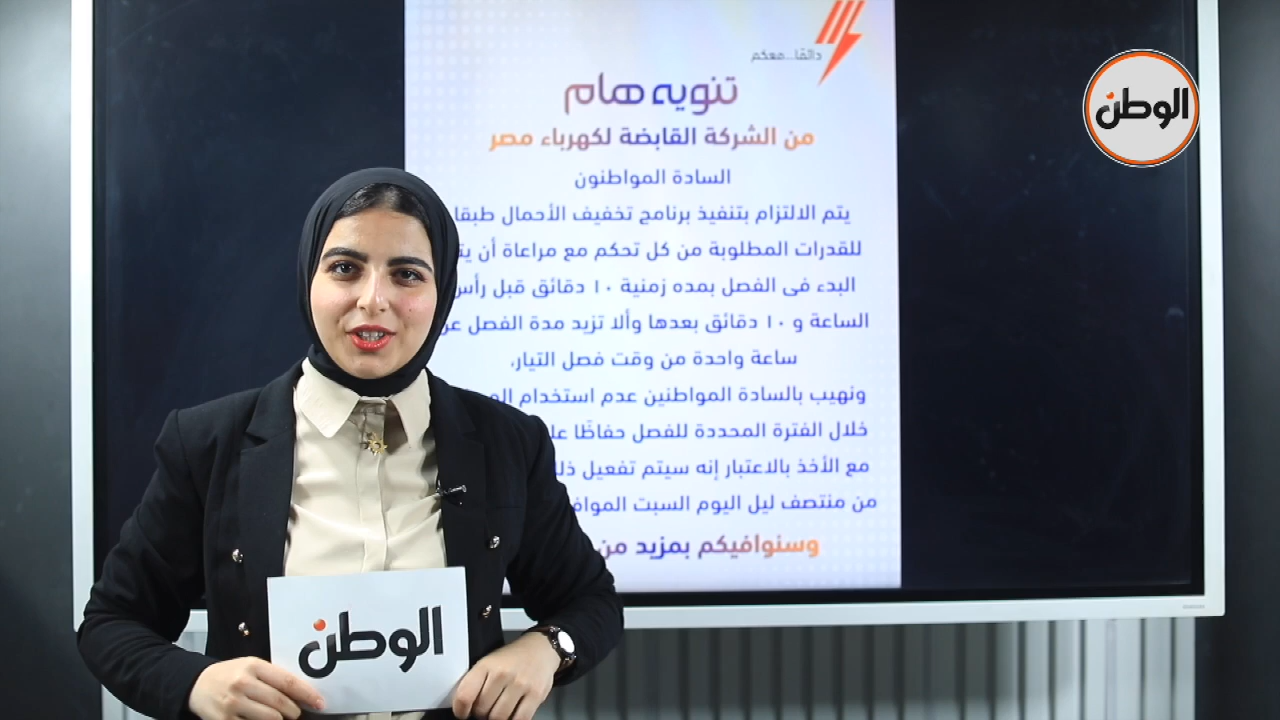 دائمًا...معكم
الوطن
تنويه هام
من الشركة القابضة لكهرباء مصر
السادة المواطنون
يتم الالتزام بتنفيذ برنامج تخفيف الأحمال طبقا
للقدرات المطلوبة من كل تحكم مع مراعاة أن
البدء فى الفصل بمده زمنية ١٠ دقائق قبل رأس
الساعة و ١٠ دقائق بعدها وألا تزيد مدة الفصل
ساعة واحدة من وقت فصل التيار،
ونهيب بالسادة المواطنين عدم استخدام
خلال الفترة المحددة للفصل حفاظًا
مع الأخذ بالاعتبار إنه سيتم تفعيل
من منتصف ليل اليوم السبت
وسنوافيكم بمزيد من
الوطن